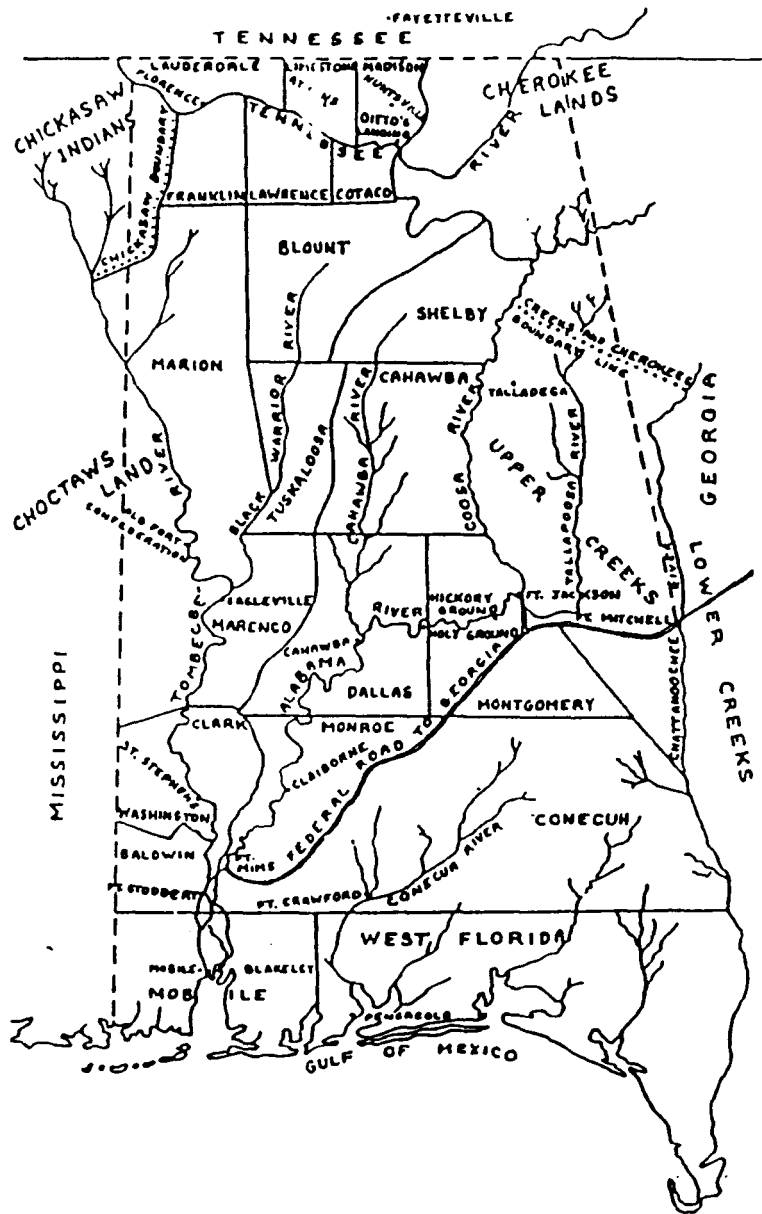 FAYETTEVILLE
TENNESSEE
LAUDERDALE
LIMESTONE
MADISON
FLORENCE
HUNTSVILLE
CHEROKEE
LANDS
DITTO'S
LANDING
TENNESSEE
RIVER
CHICKASAW
INDIANS
CHICKASAW BOUNDARY
CHICKASAW
FRANKLIN
LAWRENCE
COTACO
BLOUNT
SHELBY
CREEKS AND CHEROKEE
BOUNDARY LINE
MARION
BLACK WARRIOR RIVER
CAHAWBA
TUSKALOOSA
CAHAWBA RIVER
COOSA RIVER
TALLADEGA
TALLAPOOSA RIVER
UPPER
CREEKS
GEORGIA
LOWER CREEKS
CHOCTAWS
LAND
OLD FORT
CONFEDERATION
TOMBECBE RIVER
EAGLEVILLE
MARENGO
CAHAWBA
ALABAMA RIVER
HICKORY
GROUND
HOLY GROUND
FT. JACKSON
FT. MITCHELL
CHATTAHOOCHEE RIVER
DALLAS
MONTGOMERY
MISSISSIPPI
CLARK
MONROE
CLAIBORNE
FEDERAL ROAD TO GEORGIA
ST. STEPHENS
WASHINGTON
BALDWIN
FT.
MIMS
CONECUH
CONECUH RIVER
FT STODDERT
FT. CRAWFORD
WEST FLORIDA
MOBILE
BLAKELEY
MOBILE
PENSACOLA
GULF OF MEXICO